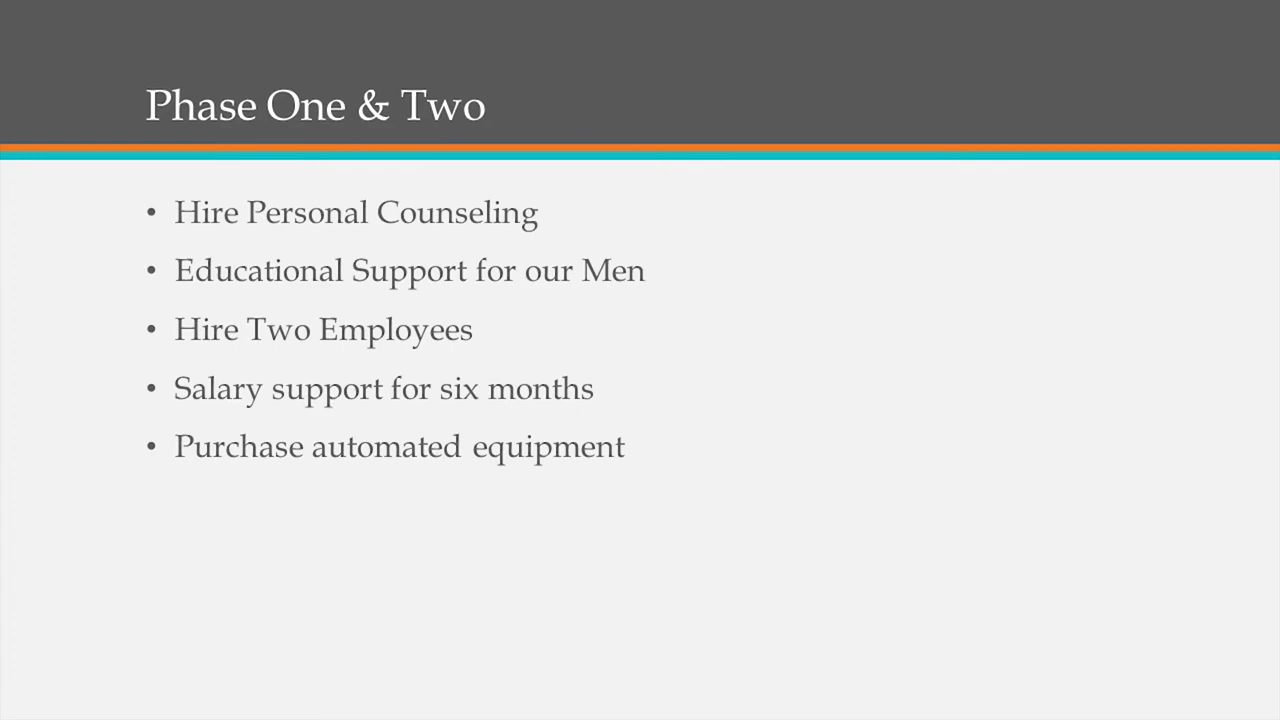 Phase One & Two
• Hire Personal Counseling
• Educational Support for our Men
• Hire Two Employees
• Salary support for six months
• Purchase automated equipment